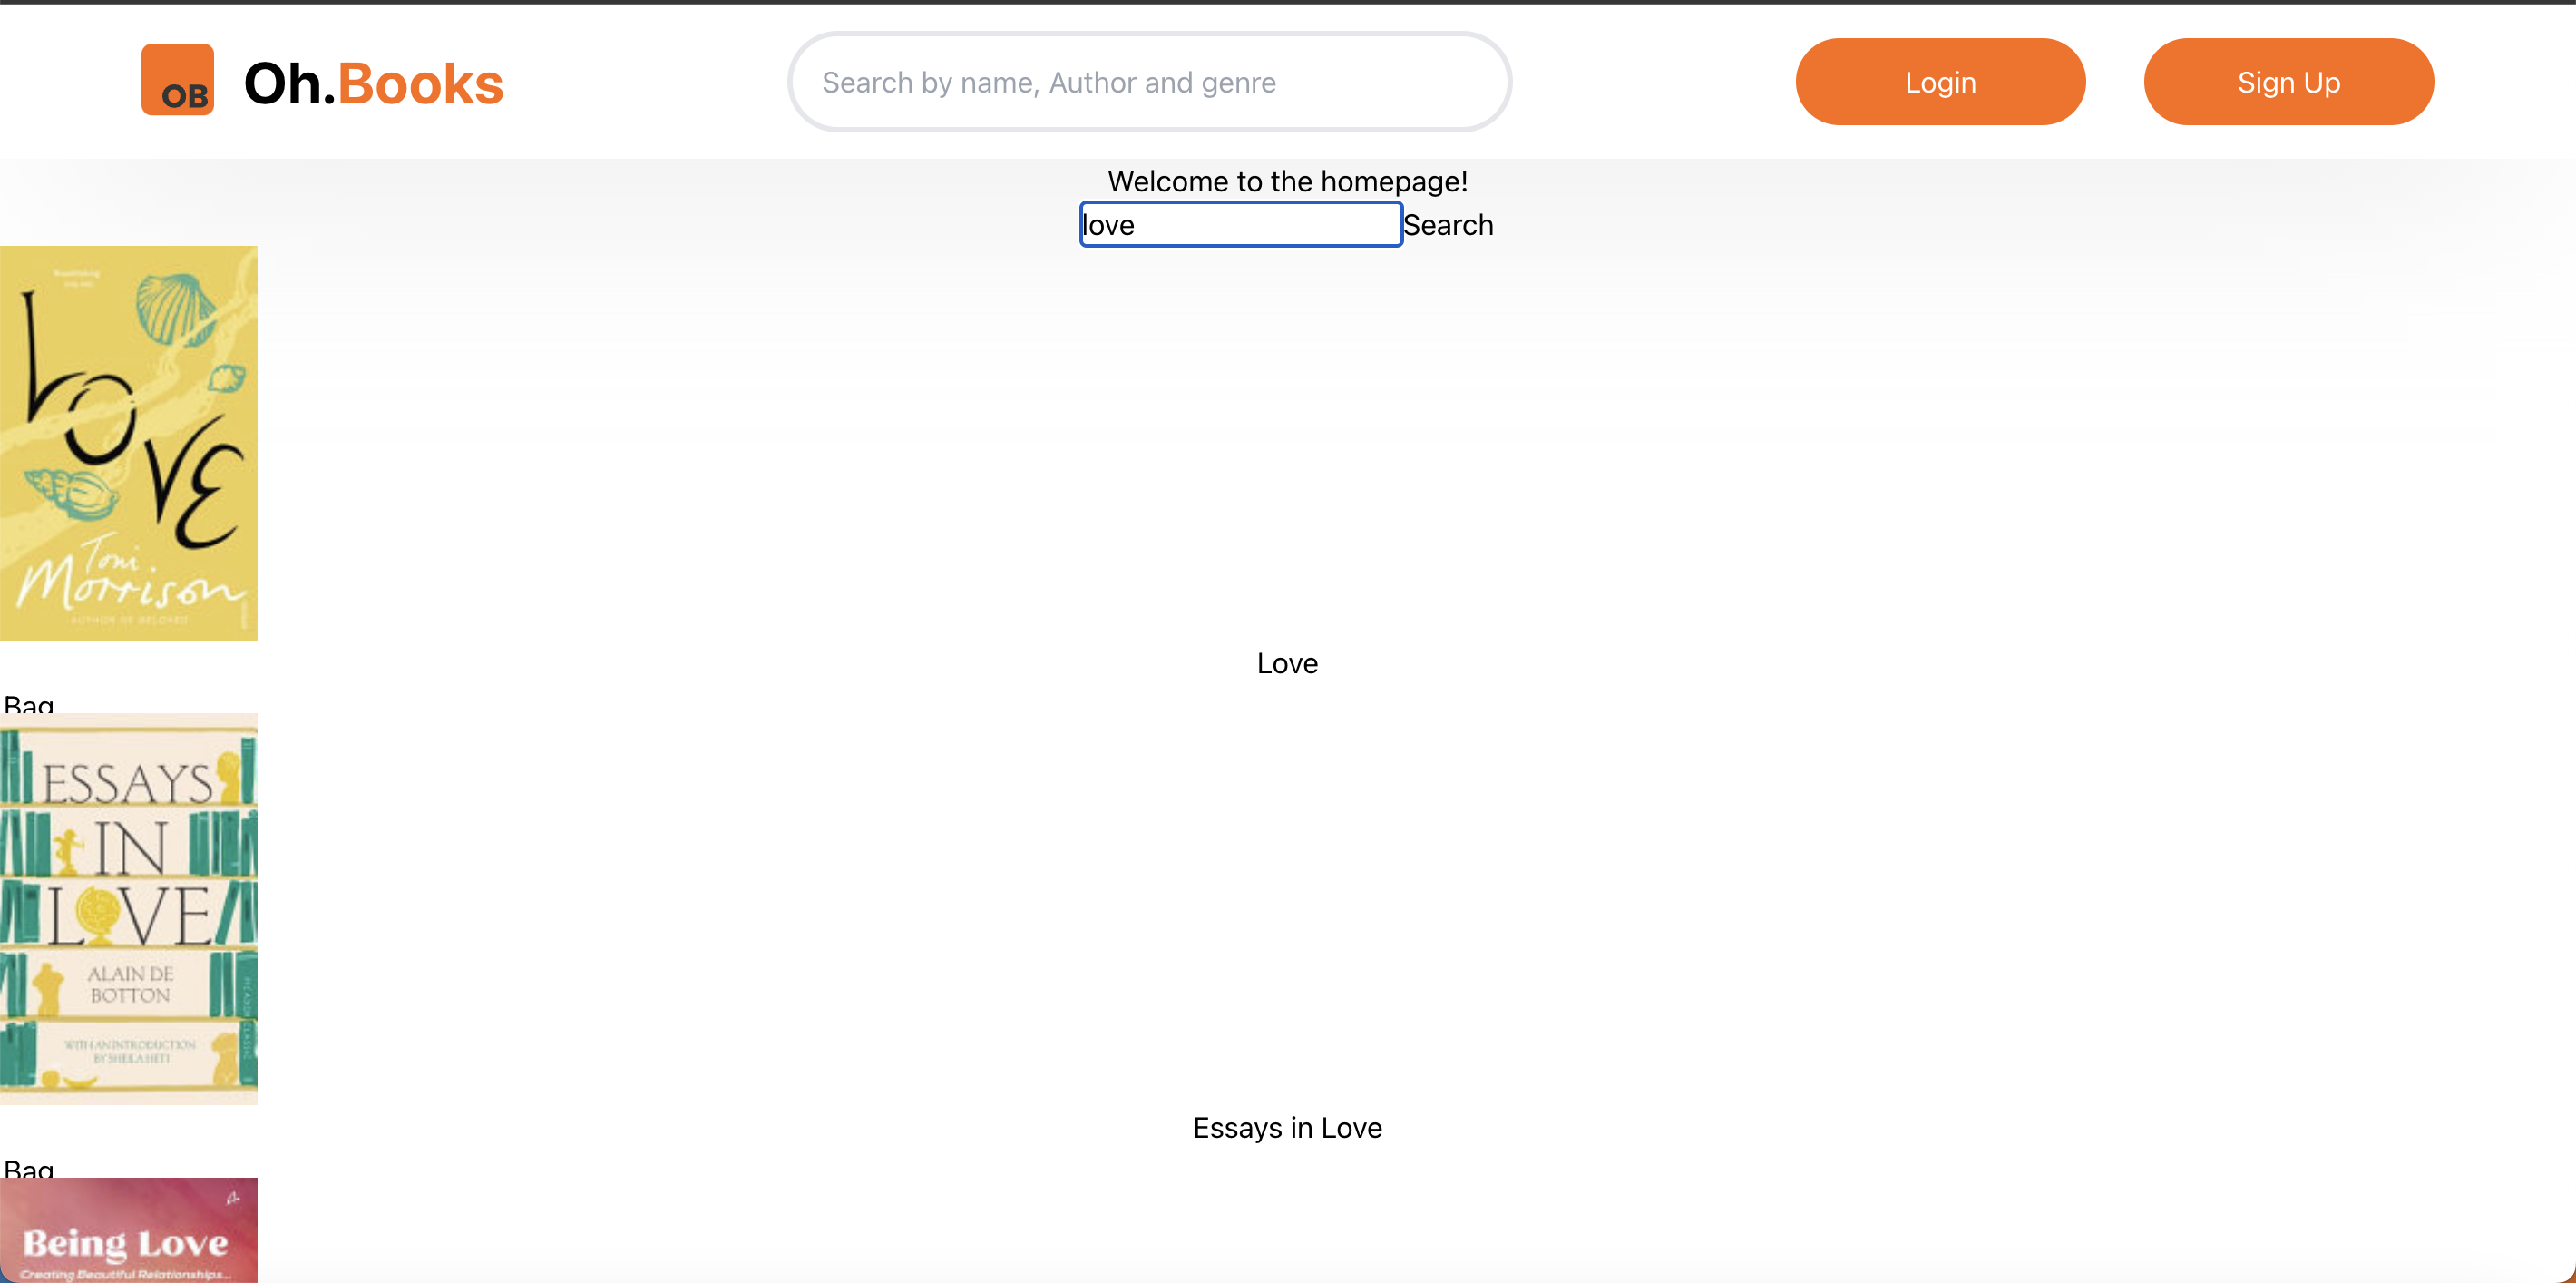 OB
Oh.Books
Search by name, Author and genre
Login
Sign Up
Welcome to the homepage!
love
Search
LOVE
Toni
Morrison
AUTHOR OF BELOVED
Love
Bag
ESSAYS
IN
LOVE
ALAIN DE
BOTTON
WITH AN INTRODUCTION
BY SHEILA HETI
Essays in Love
Bag
Being Love
Creating Beautiful Relationships...